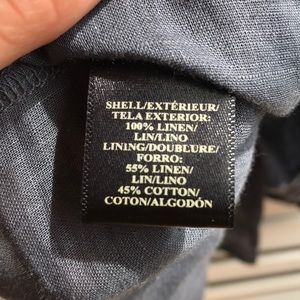 SHELL/EXTÉRIEUR/
TELA EXTERIOR:
100% LINEN/
LIN/LINO
LINING/DOUBLURE/
FORRO:
55% LINEN/
LIN/LINO
45% COTTON/
COTON/ALGODÓN